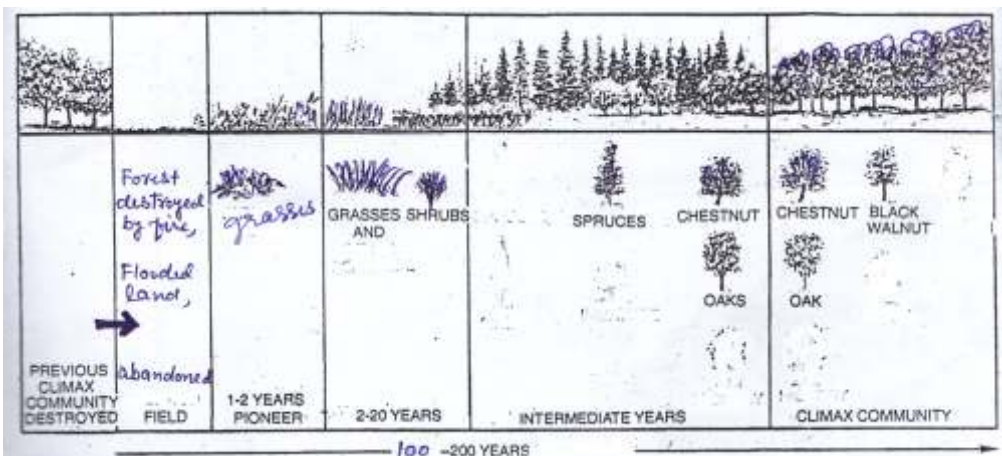 Forest
destroyed
by fire,
Flooded
land,
abandoned
grasses
GRASSES SHRUBS
AND
SPRUCES
CHESTNUT
OAKS
CHESTNUT
OAK
BLACK
WALNUT
PREVIOUS
CLIMAX
COMMUNITY
DESTROYED
FIELD
1-2 YEARS
PIONEER
2-20 YEARS
INTERMEDIATE YEARS
CLIMAX COMMUNITY
100 -200 YEARS